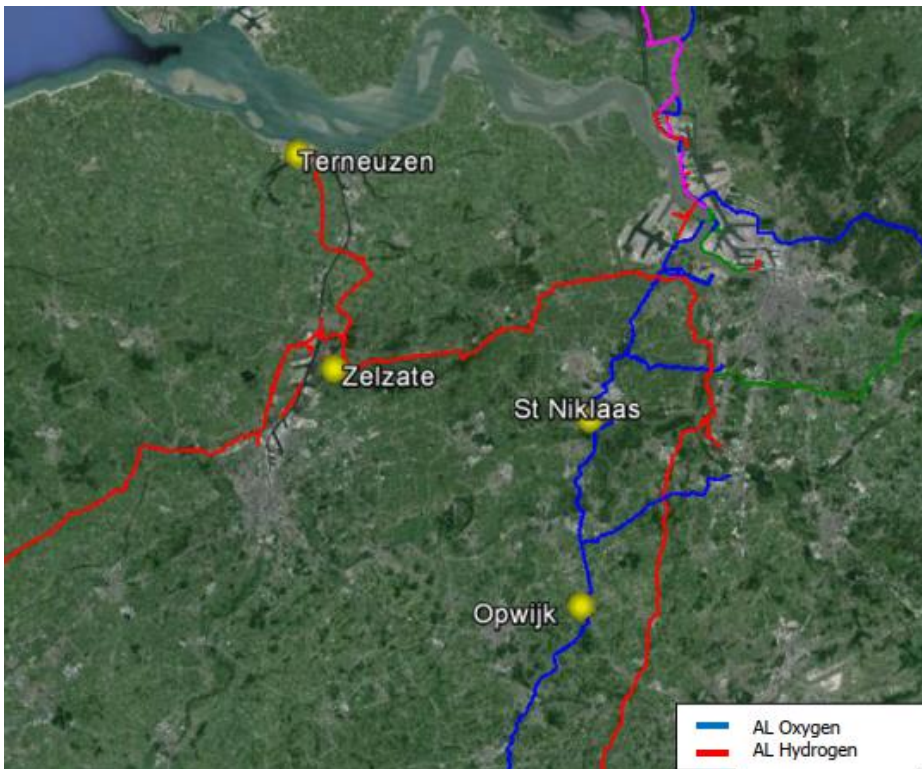 Terneuzen
Zelzate
St Niklaas
Opwijk
AL Oxygen
AL Hydrogen